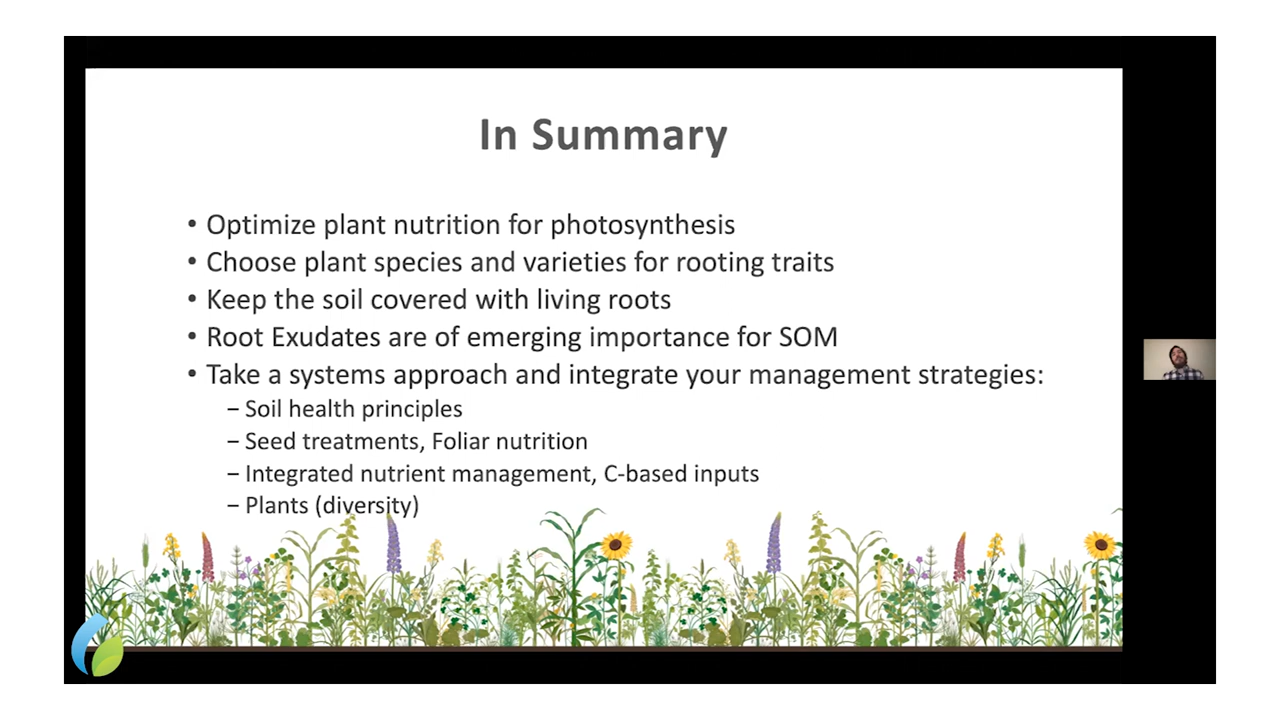 In Summary
• Optimize plant nutrition for photosynthesis
• Choose plant species and varieties for rooting traits
• Keep the soil covered with living roots
• Root Exudates are of emerging importance for SOM
• Take a systems approach and integrate your management strategies:
– Soil health principles
– Seed treatments, Foliar nutrition
– Integrated nutrient management, C-based inputs
– Plants (diversity)